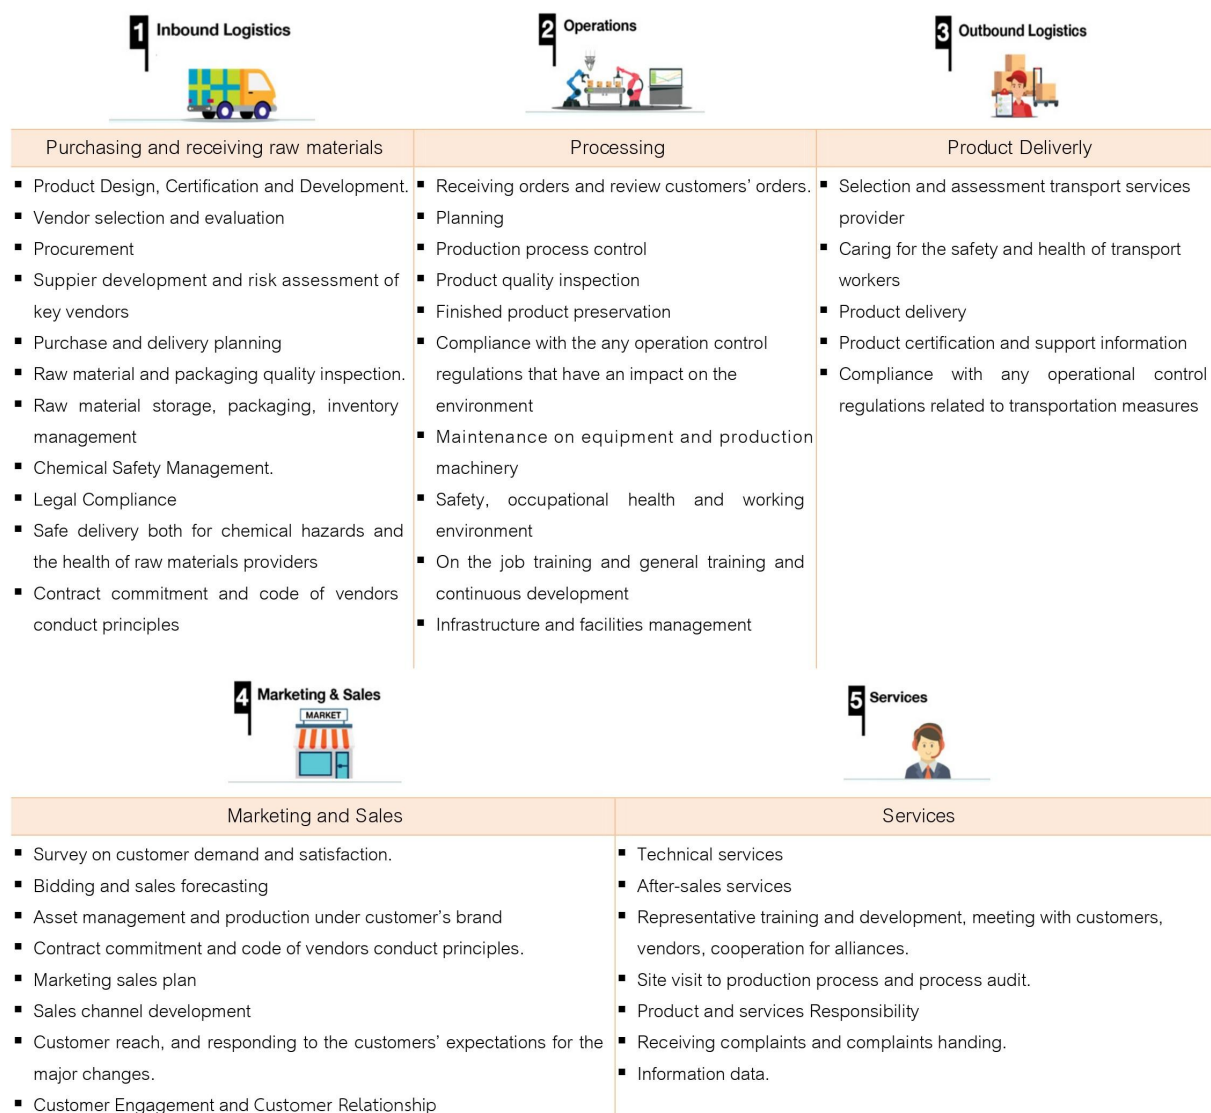 1 Inbound Logistics
2 Operations
3 Outbound Logistics
Purchasing and receiving raw materials
Processing
Product Deliverly
▪ Product Design, Certification and Development.
▪ Vendor selection and evaluation
▪ Procurement
▪ Suppier development and risk assessment of
key vendors
▪ Purchase and delivery planning
▪ Raw material and packaging quality inspection.
▪ Raw material storage, packaging, inventory
management
▪ Chemical Safety Management.
▪ Legal Compliance
▪ Safe delivery both for chemical hazards and
the health of raw materials providers
▪ Contract commitment and code of vendors
conduct principles
▪ Receiving orders and review customers’ orders.
▪ Planning
▪ Production process control
▪ Product quality inspection
▪ Finished product preservation
▪ Compliance with the any operation control
regulations that have an impact on the
environment
▪ Maintenance on equipment and production
machinery
▪ Safety, occupational health and working
environment
▪ On the job training and general training and
continuous development
▪ Infrastructure and facilities management
▪ Selection and assessment transport services
provider
▪ Caring for the safety and health of transport
workers
▪ Product delivery
▪ Product certification and support information
▪ Compliance with any operational control
regulations related to transportation measures
4 Marketing & Sales
MARKET
5 Services
Marketing and Sales
Services
▪ Survey on customer demand and satisfaction.
▪ Bidding and sales forecasting
▪ Asset management and production under customer’s brand
▪ Contract commitment and code of vendors conduct principles.
▪ Marketing sales plan
▪ Sales channel development
▪ Customer reach, and responding to the customers’ expectations for the
major changes.
▪ Customer Engagement and Customer Relationship
▪ Technical services
▪ After-sales services
▪ Representative training and development, meeting with customers,
vendors, cooperation for alliances.
▪ Site visit to production process and process audit.
▪ Product and services Responsibility
▪ Receiving complaints and complaints handing.
▪ Information data.